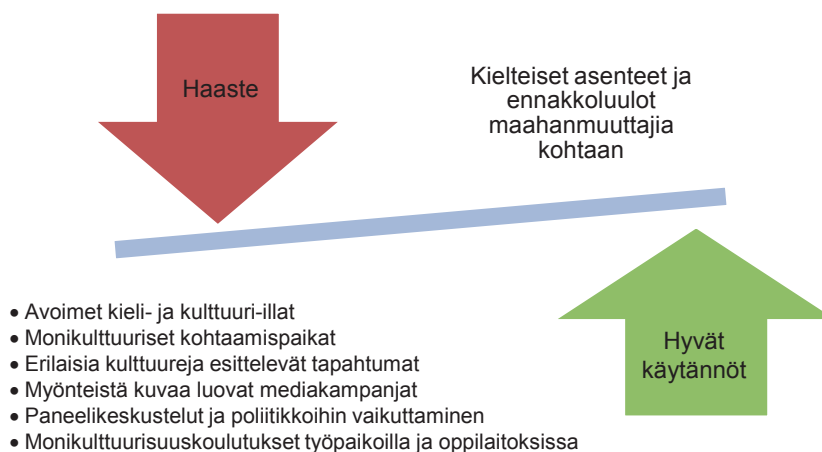 Haaste
Kielteiset asenteet ja
ennakkoluulot
maahanmuuttajia
kohtaan
• Avoimet kieli- ja kulttuuri-illat
• Monikulttuuriset kohtaamispaikat
• Erilaisia kulttuureja esittelevät tapahtumat
• Myönteistä kuvaa luovat mediakampanjat
• Paneelikeskustelut ja poliitikkoihin vaikuttaminen
• Monikulttuurisuuskoulutukset työpaikoilla ja oppilaitoksissa
Hyvät
käytännöt